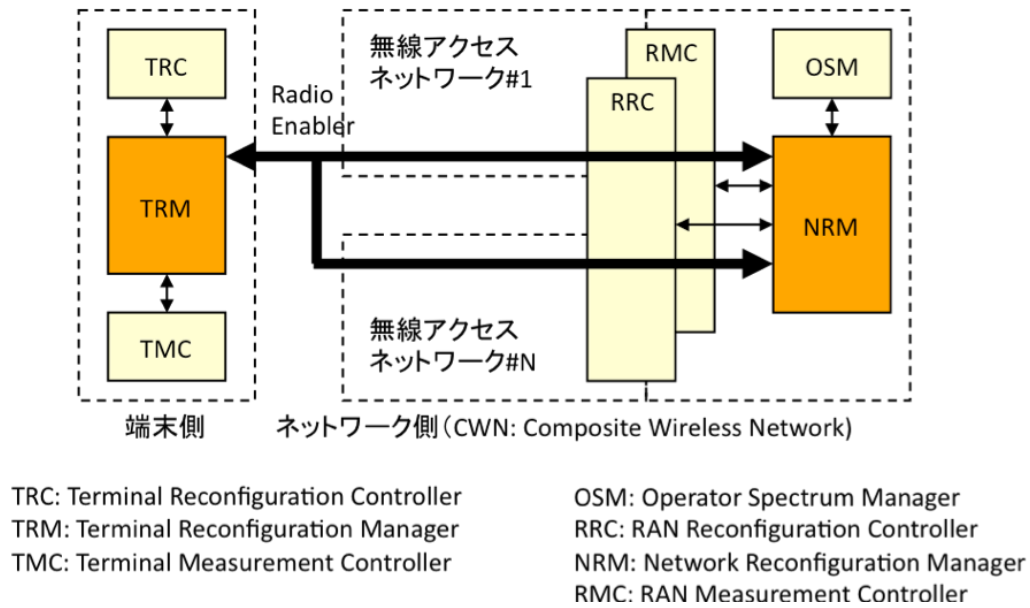 TRC
TRM
TMC
Radio
Enabler
無線アクセス
ネットワーク#1
無線アクセス
ネットワーク#N
RMC
RRC
OSM
NRM
端末側
ネットワーク側（CWN: Composite Wireless Network)
TRC: Terminal Reconfiguration Controller
TRM: Terminal Reconfiguration Manager
TMC: Terminal Measurement Controller
OSM: Operator Spectrum Manager
RRC: RAN Reconfiguration Controller
NRM: Network Reconfiguration Manager
RMC: RAN Measurement Controller